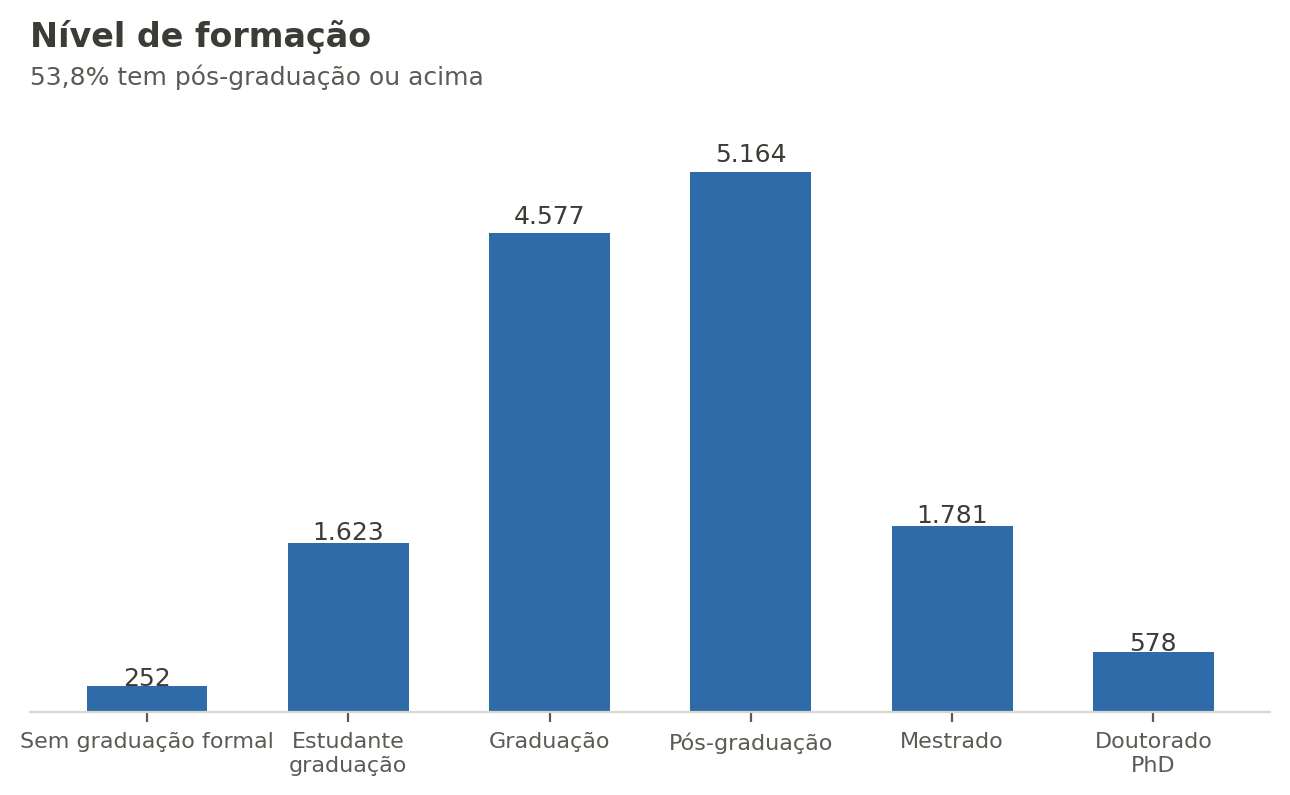 Nível de formação
53,8% tem pós-graduação ou acima
5.164
4.577
1.781
1.623
578
252
Sem graduação formal
Estudante
graduação
Graduação
Pós-graduação
Mestrado
Doutorado
PhD